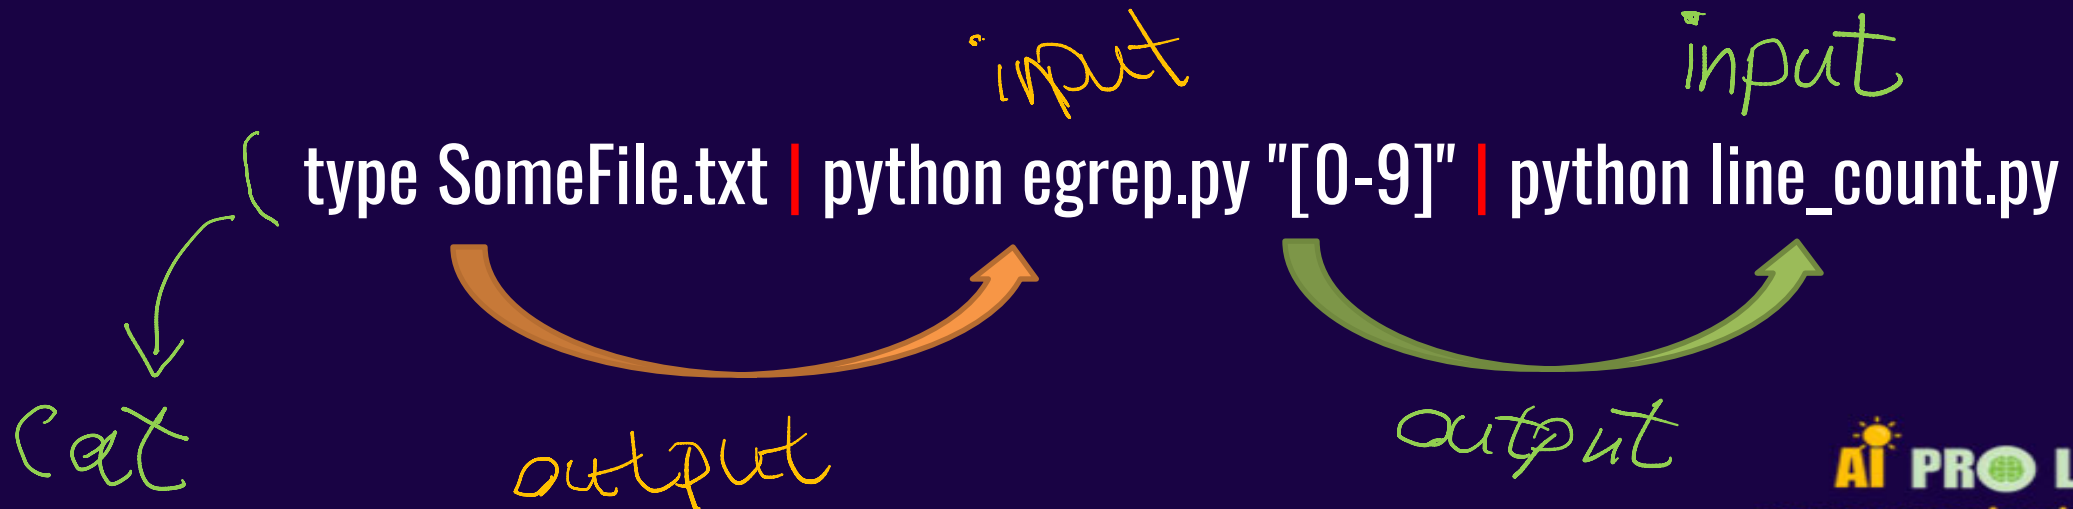 input input
type SomeFile.txt | python egrep.py "[0-9]" | python line_count.py
cat output output
AI PRO L